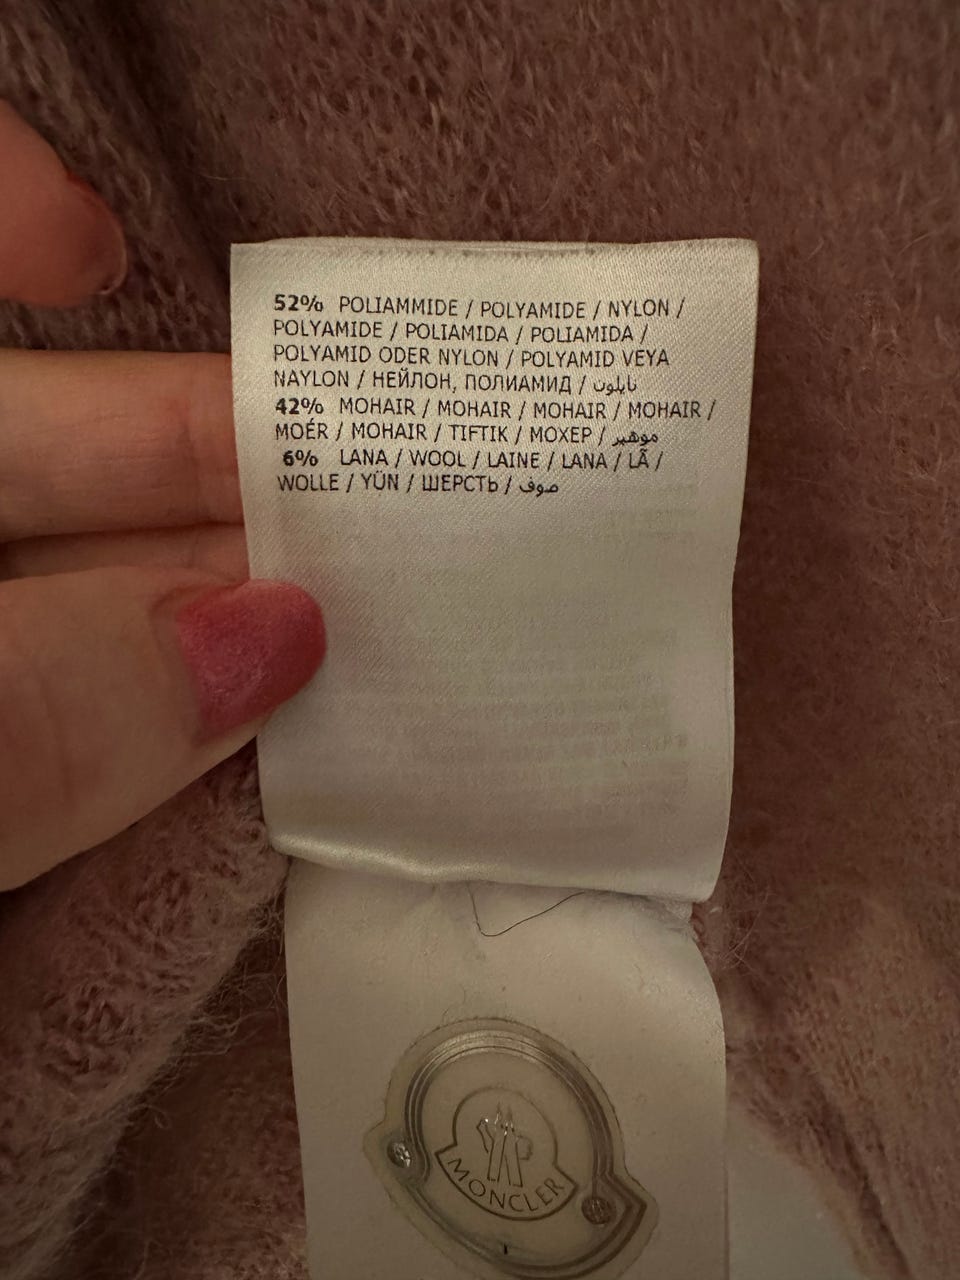 52% POLIAMMIDE / POLYAMIDE / NYLON /
POLYAMIDE / POLIAMIDA / POLIAMIDA /
POLYAMID ODER NYLON / POLYAMID VEYA
NAYLON / НЕЙЛОН, ПОЛИАМИД / نايلون
42% MOHAIR / MOHAIR / MOHAIR / MOHAIR /
MOÉR / MOHAIR / TIFTIK / МОХЕР / موهير
6% LANA / WOOL / LAINE / LANA / LÃ /
WOLLE / YÜN / ШЕРСТЬ / صوف
MONCLER